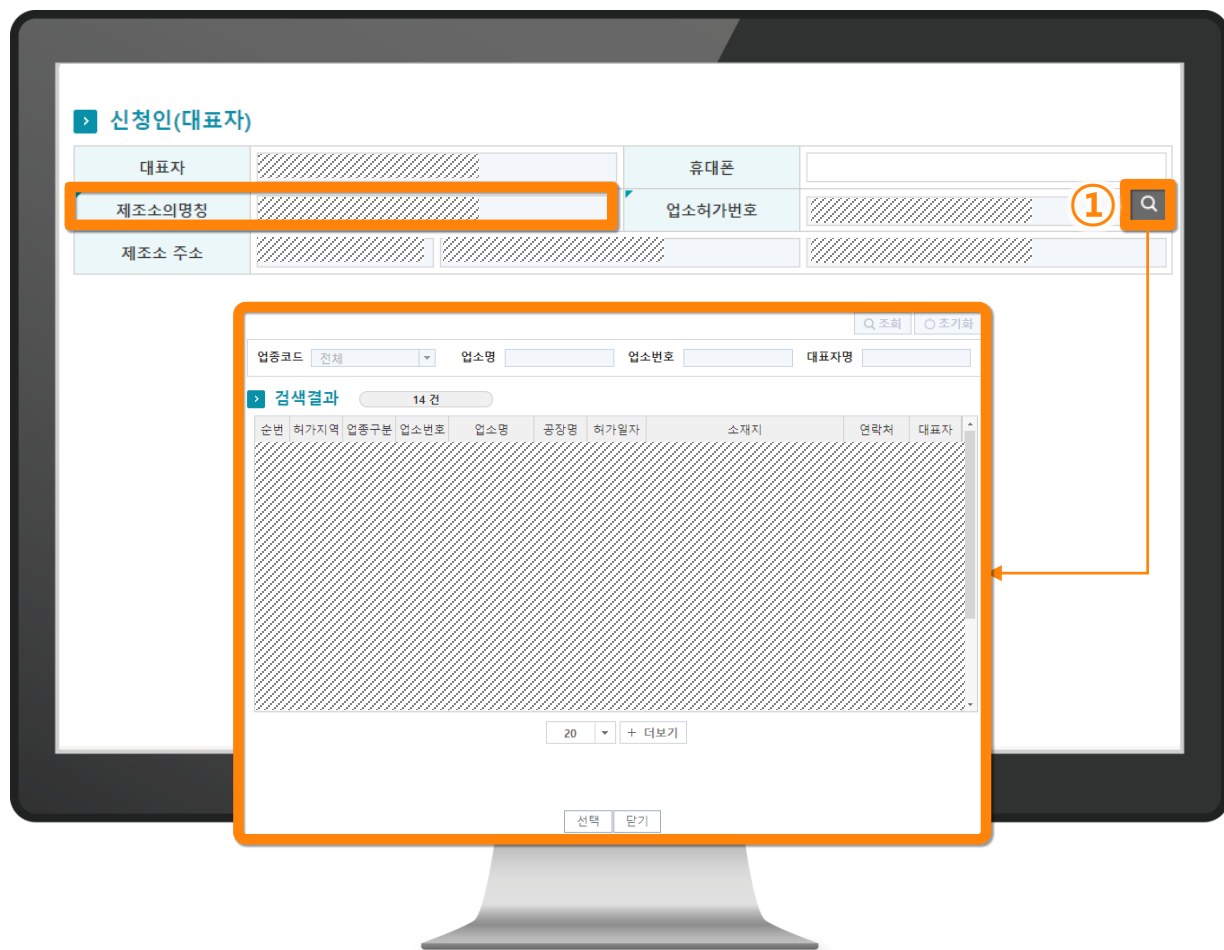 신청인(대표자)
대표자 휴대폰
제조소의명칭 업소허가번호 ①
제조소 주소
조회 초기화
업종코드 전체 업소명 업소번호 대표자명
검색결과 14 건
순번 허가지역 업종구분 업소번호 업소명 공장명 허가일자 소재지 연락처 대표자
20 + 더보기
선택 닫기